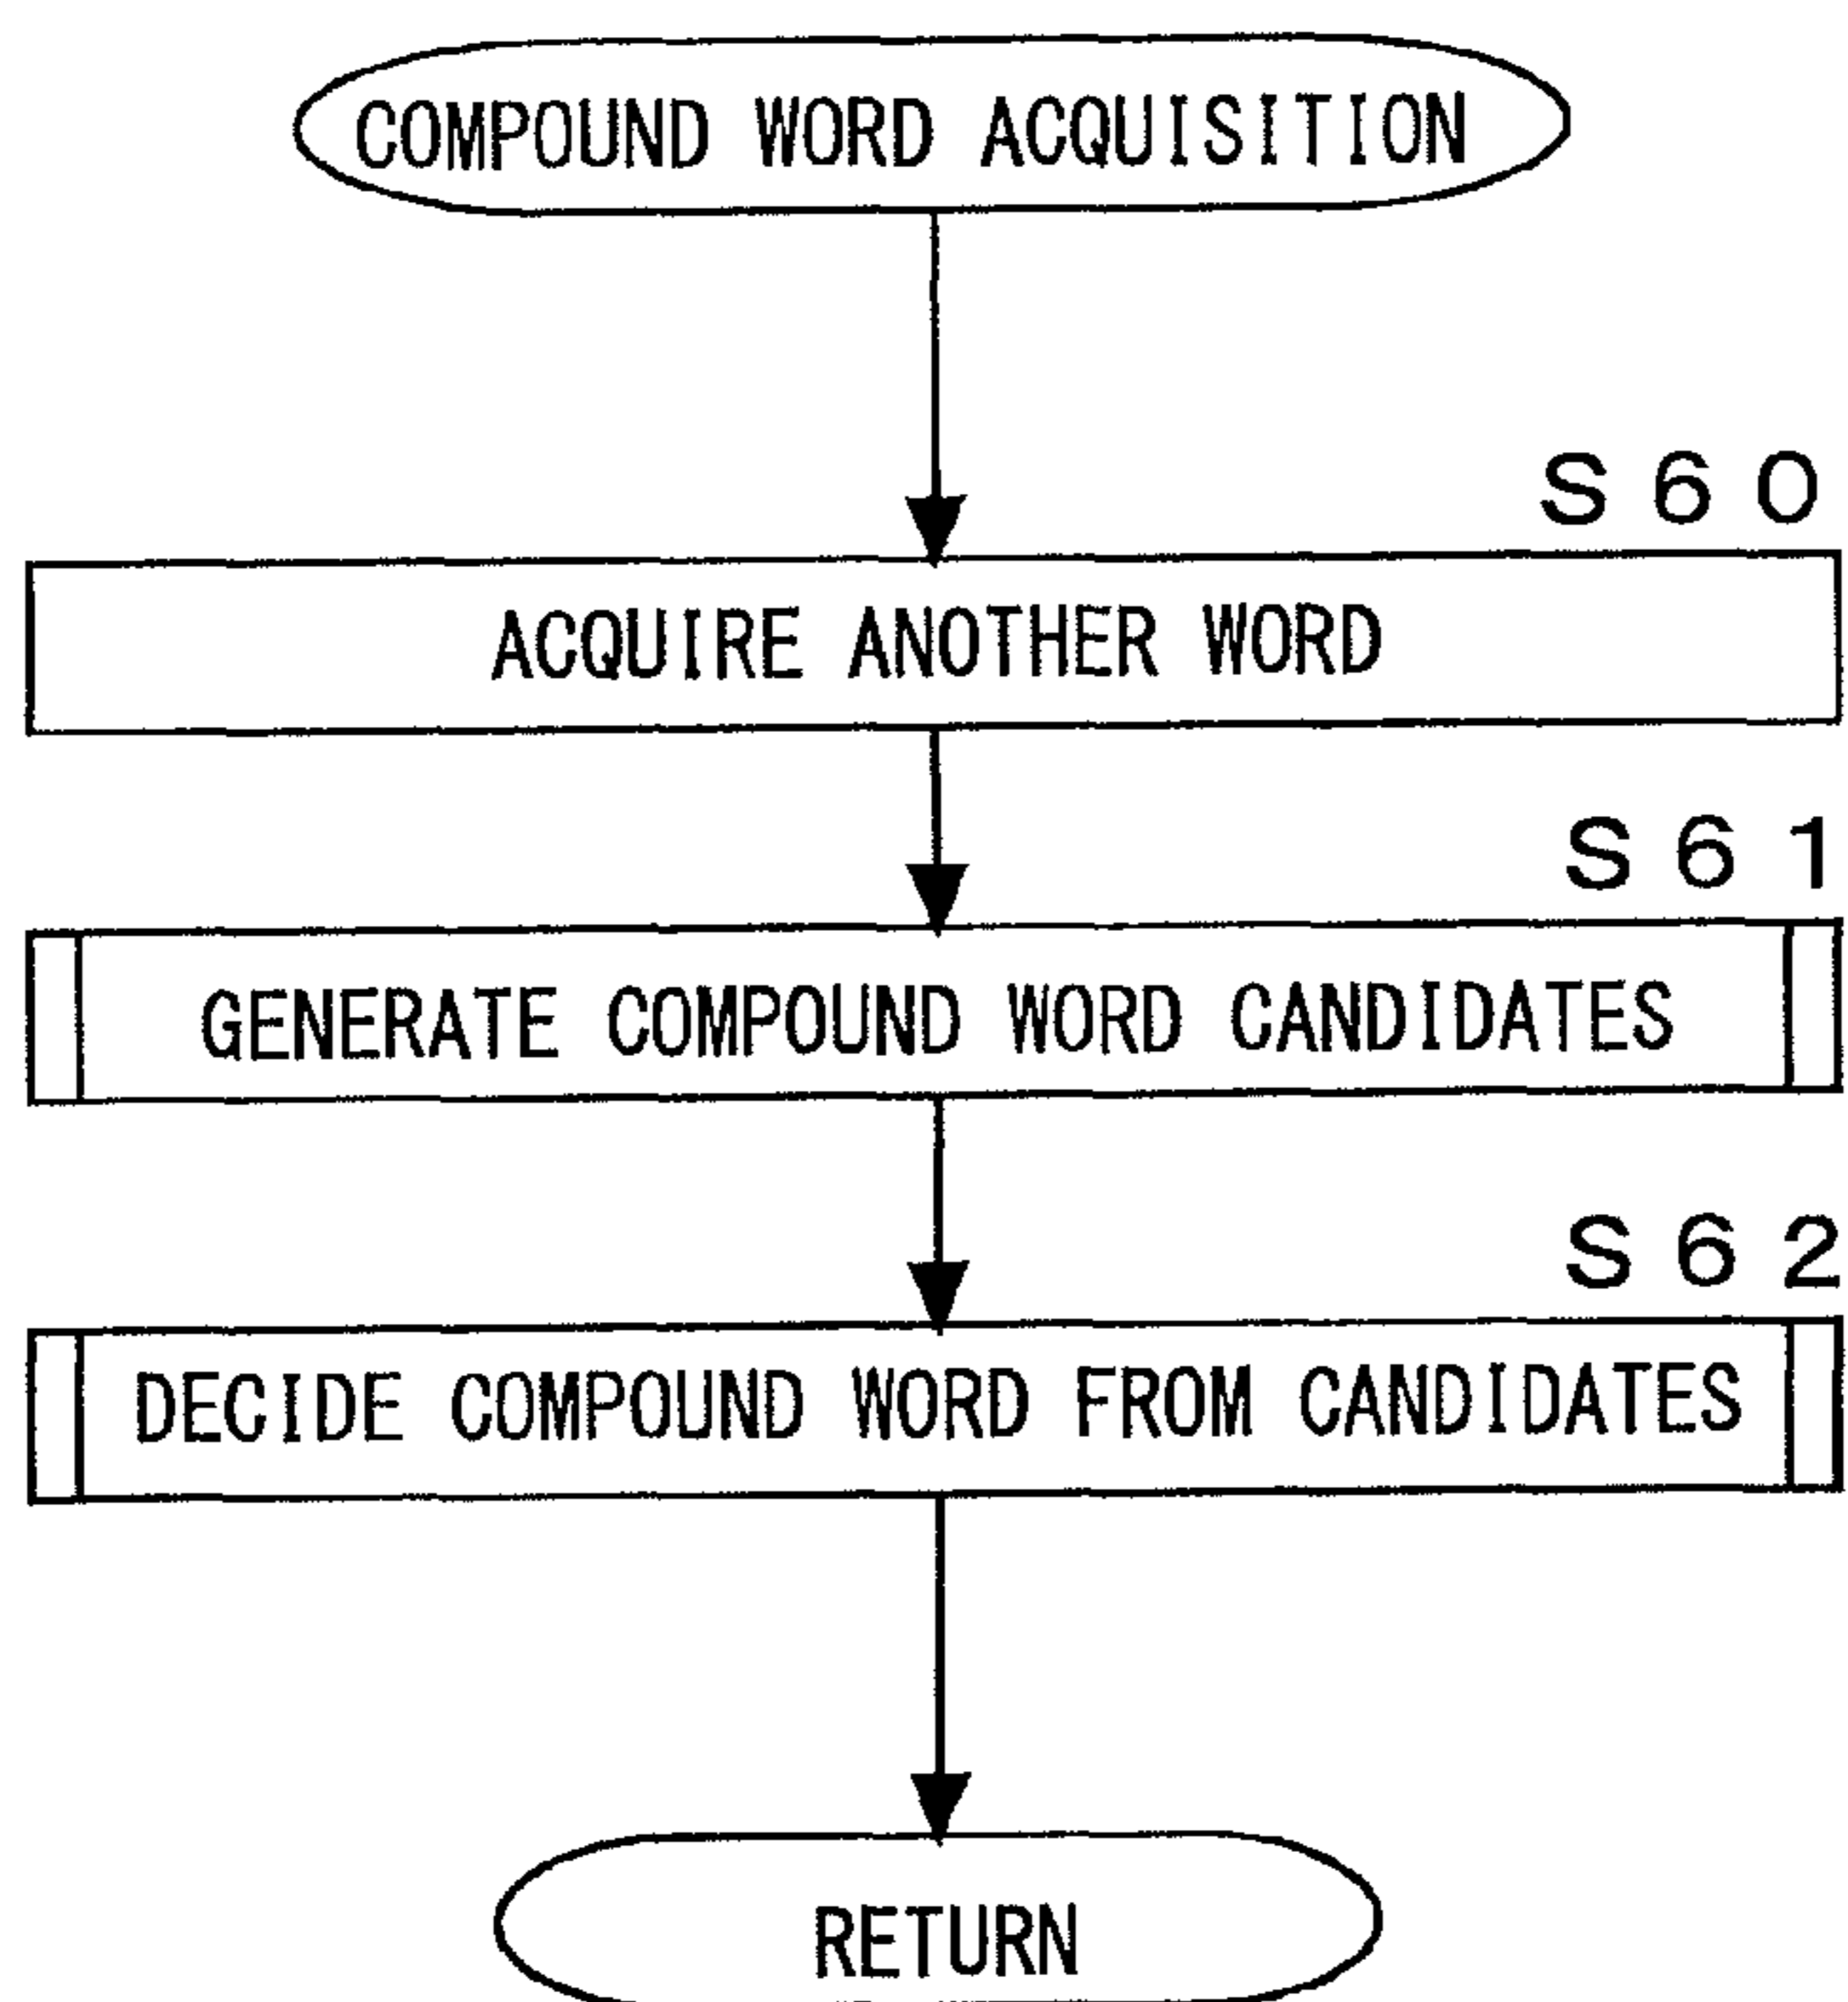 COMPOUND WORD ACQUISITION
S60
ACQUIRE ANOTHER WORD
S61
GENERATE COMPOUND WORD CANDIDATES
S62
DECIDE COMPOUND WORD FROM CANDIDATES
RETURN